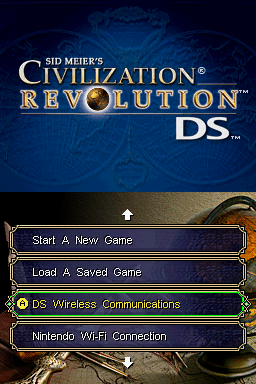 SID MEIER'S
CIVILIZATION®
REVOLUTION™
DS™
Start A New Game
Load A Saved Game
A DS Wireless Communications
Nintendo Wi-Fi Connection